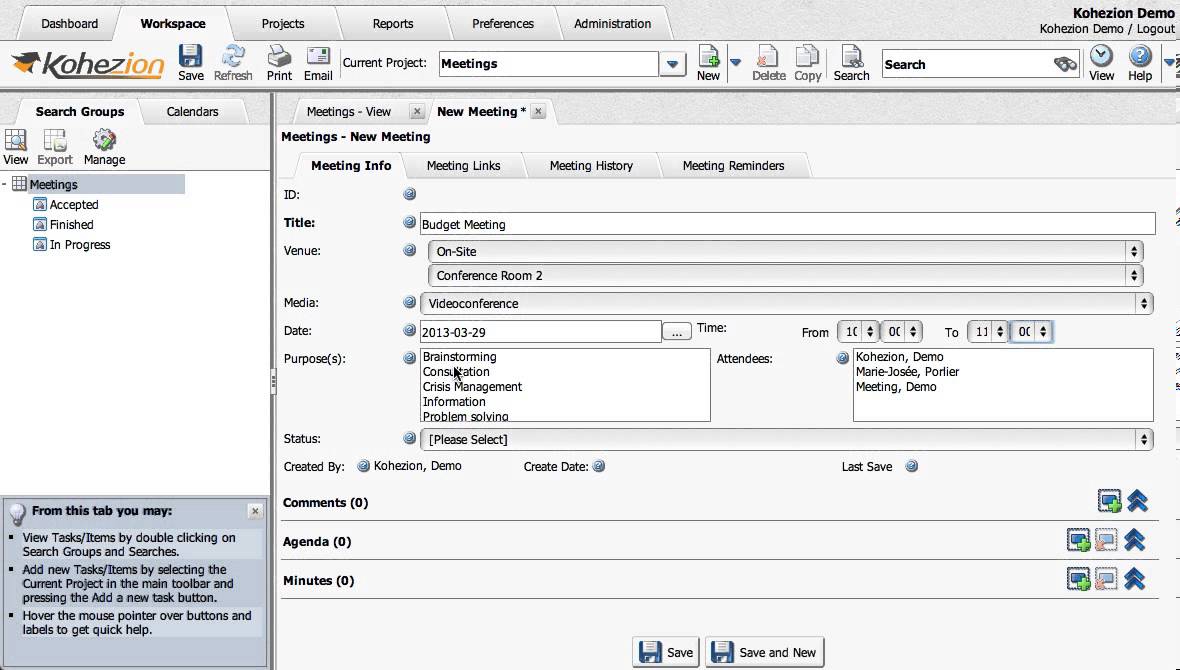 Dashboard Workspace Projects Reports Preferences Administration
Kohezion Demo
Kohezion Demo / Logout
Kohezion Save Refresh Print Email Current Project: Meetings New Delete Copy Search Search View Help
Search Groups Calendars
View Export Manage
Meetings
Accepted
Finished
In Progress
Meetings - View New Meeting *
Meetings - New Meeting
Meeting Info Meeting Links Meeting History Meeting Reminders
ID:
Title: Budget Meeting
Venue: On-Site
Conference Room 2
Media: Videoconference
Date: 2013-03-29 ... Time: From 10 00 To 11 00
Purpose(s): Brainstorming
Consultation
Crisis Management
Information
Problem solving
Attendees: Kohezion, Demo
Marie-Josée, Porlier
Meeting, Demo
Status: [Please Select]
Created By: Kohezion, Demo Create Date: Last Save
Comments (0)
Agenda (0)
Minutes (0)
Save Save and New
From this tab you may:
View Tasks/Items by double clicking on
Search Groups and Searches.
Add new Tasks/Items by selecting the
Current Project in the main toolbar and
pressing the Add a new task button.
Hover the mouse pointer over buttons and
labels to get quick help.